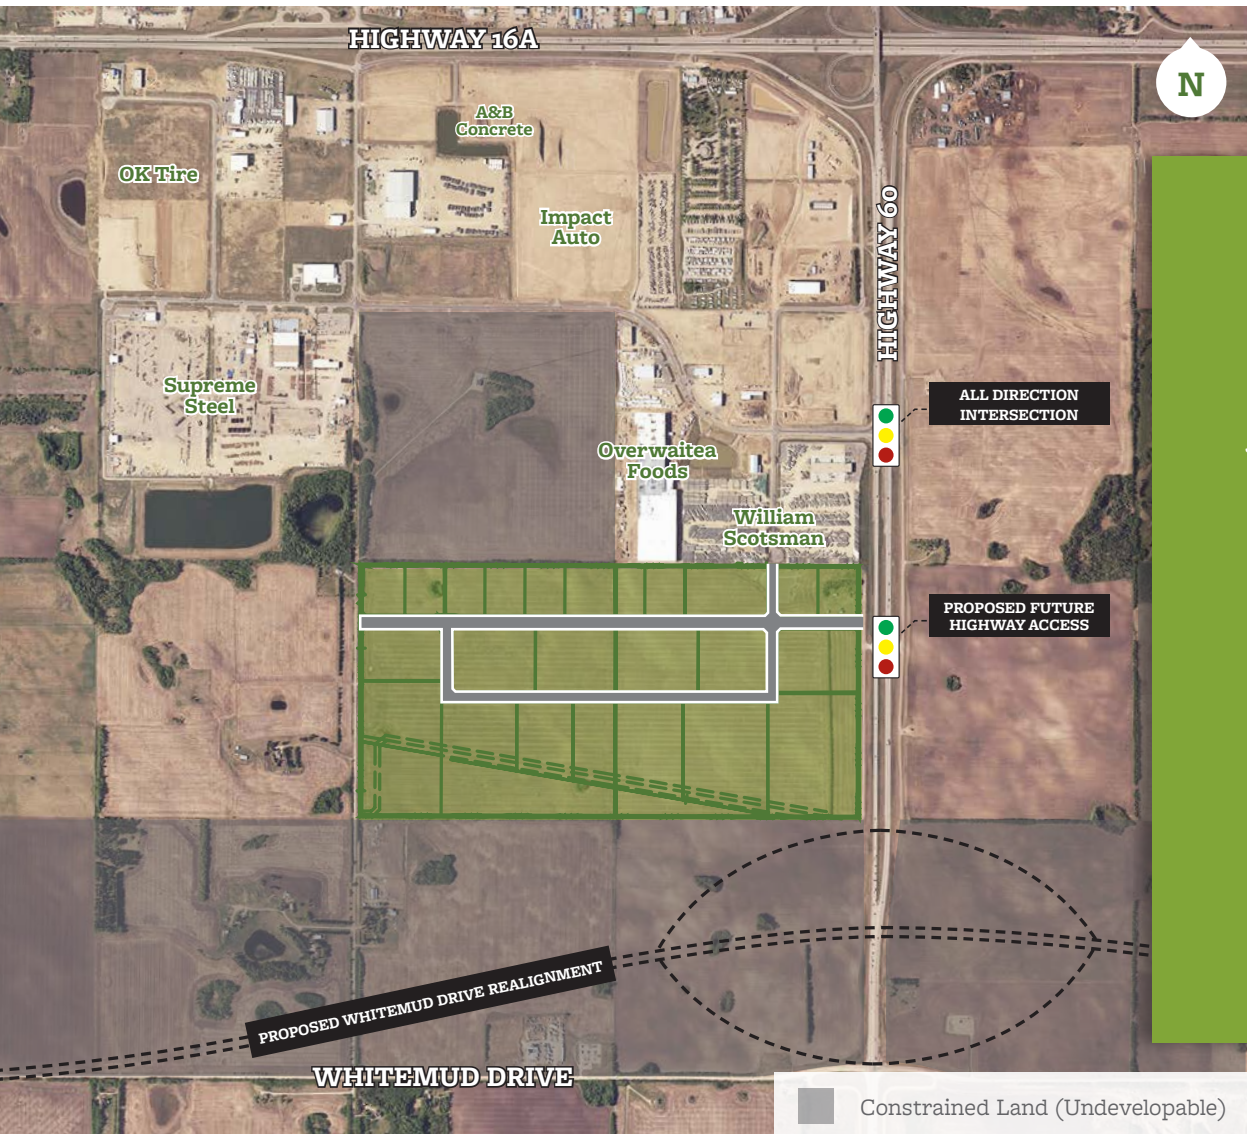 HIGHWAY 16A
N
A&B
Concrete
OK Tire
Impact
Auto
HIGHWAY 60
Supreme
Steel
ALL DIRECTION
INTERSECTION
Overwaitea
Foods
William
Scotsman
PROPOSED FUTURE
HIGHWAY ACCESS
PROPOSED WHITEMUD DRIVE REALIGNMENT
WHITEMUD DRIVE
Constrained Land (Undevelopable)